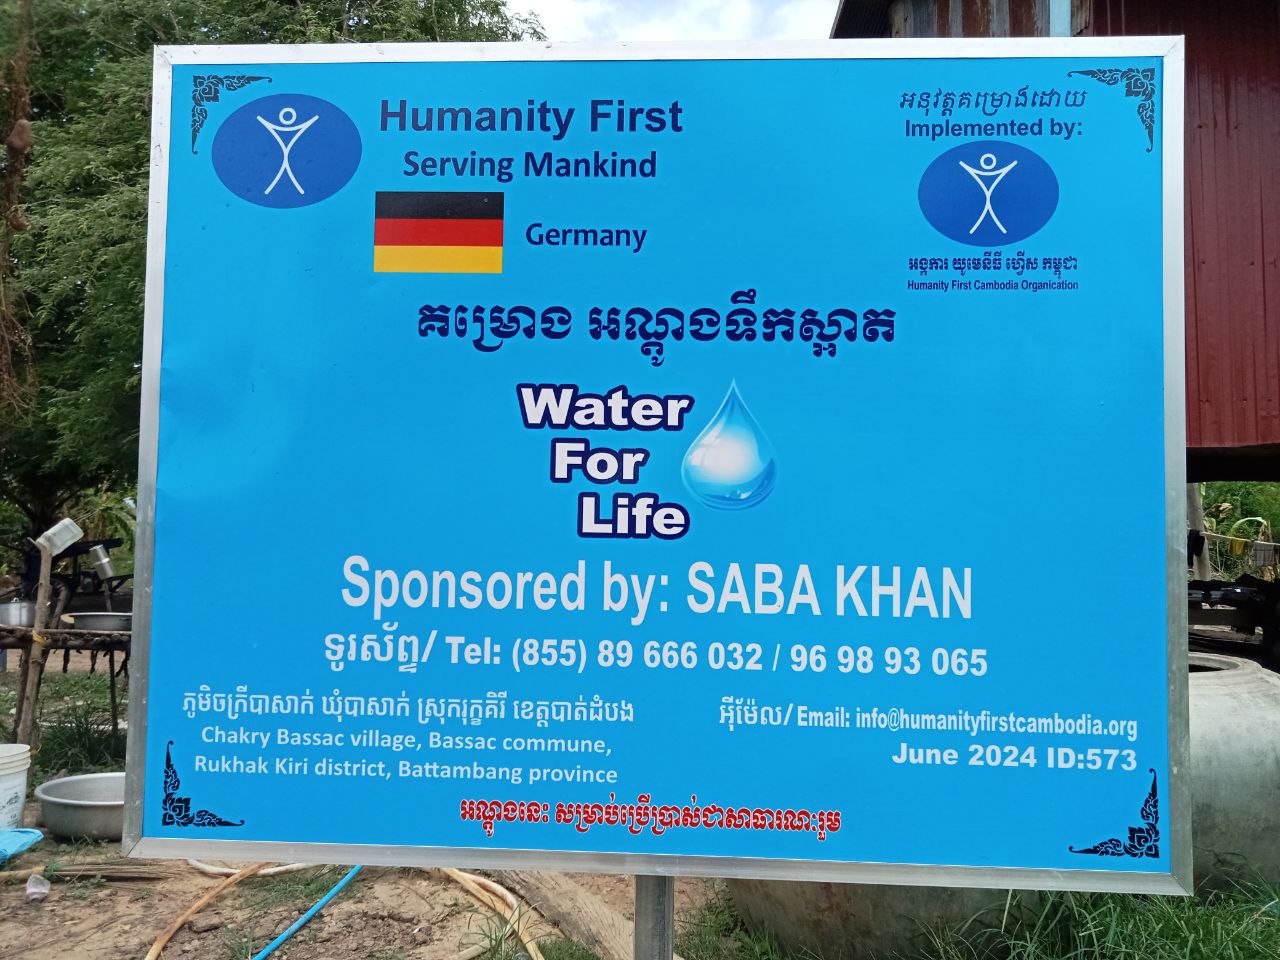 Humanity First
Serving Mankind
Germany
អនុវត្តគម្រោងដោយ
Implemented by:
អង្គការ យូមេនីធី ហ្វើស កម្ពុជា
Humanity First Cambodia Organication
គម្រោង អណ្តូងទឹកស្អាត
Water
For
Life
Sponsored by: SABA KHAN
ទូរស័ព្ទ/ Tel: (855) 89 666 032 / 96 98 93 065
ភូមិចក្រីបាសាក់ ឃុំបាសាក់ ស្រុករុក្ខគិរី ខេត្តបាត់ដំបង
Chakry Bassac village, Bassac commune,
Rukhak Kiri district, Battambang province
អ៊ីម៉ែល/ Email: info@humanityfirstcambodia.org
June 2024 ID:573
អណ្តូងនេះ សម្រាប់ប្រើប្រាស់ជាសាធារណៈរួម